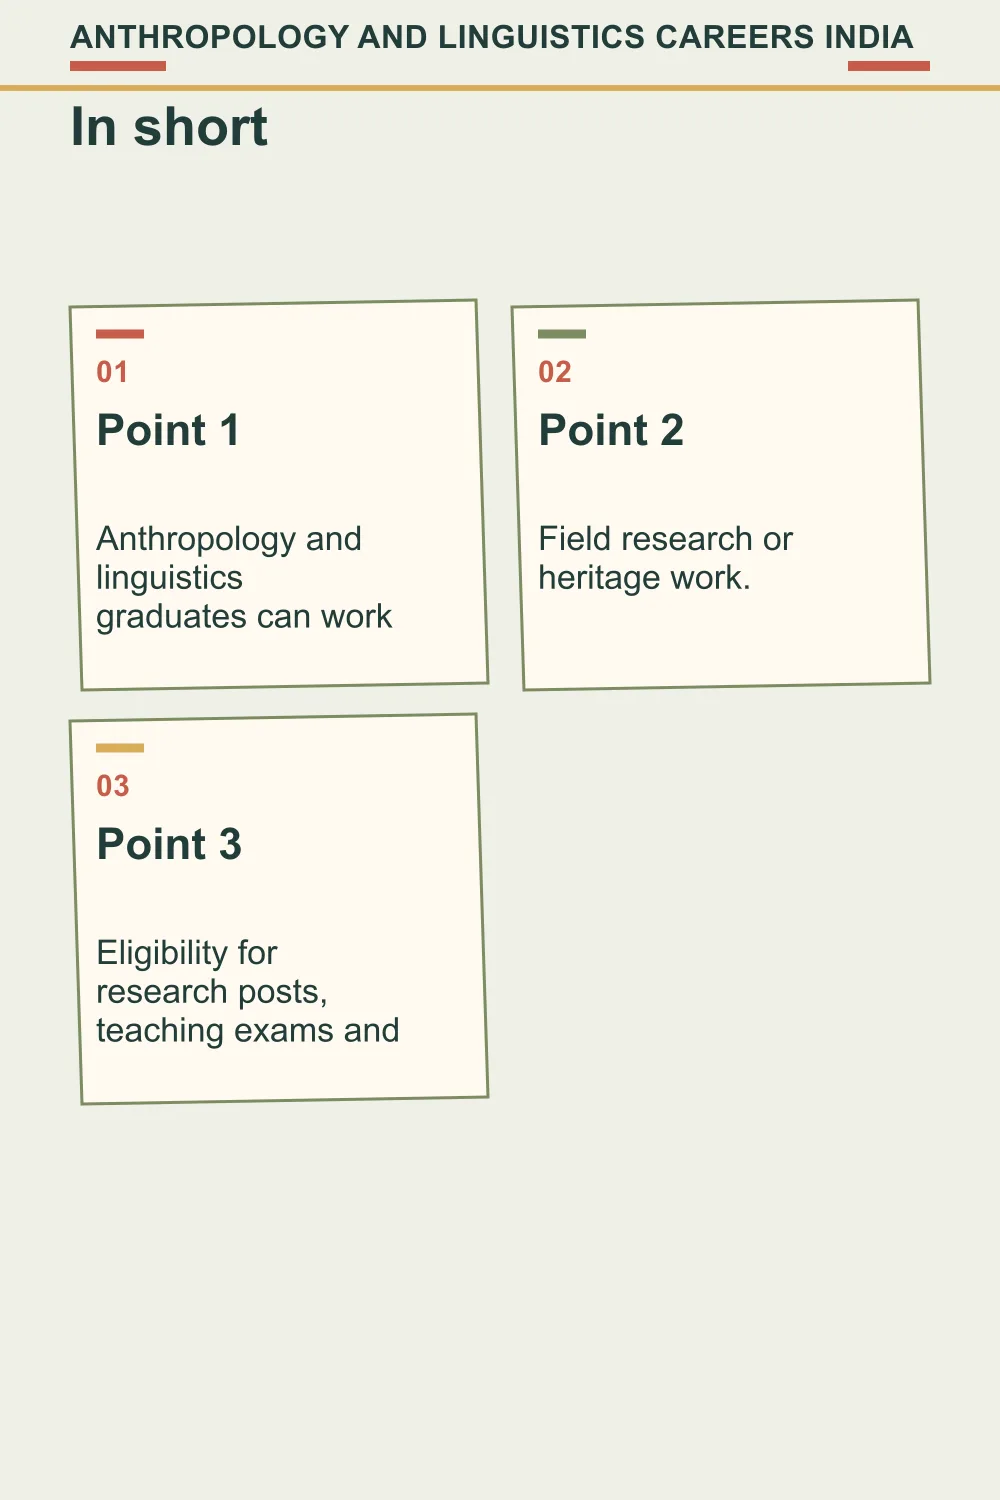 ANTHROPOLOGY AND LINGUISTICS CAREERS INDIA
In short
01
Point 1
Anthropology and
linguistics
graduates can work
02
Point 2
Field research or
heritage work.
03
Point 3
Eligibility for
research posts,
teaching exams and